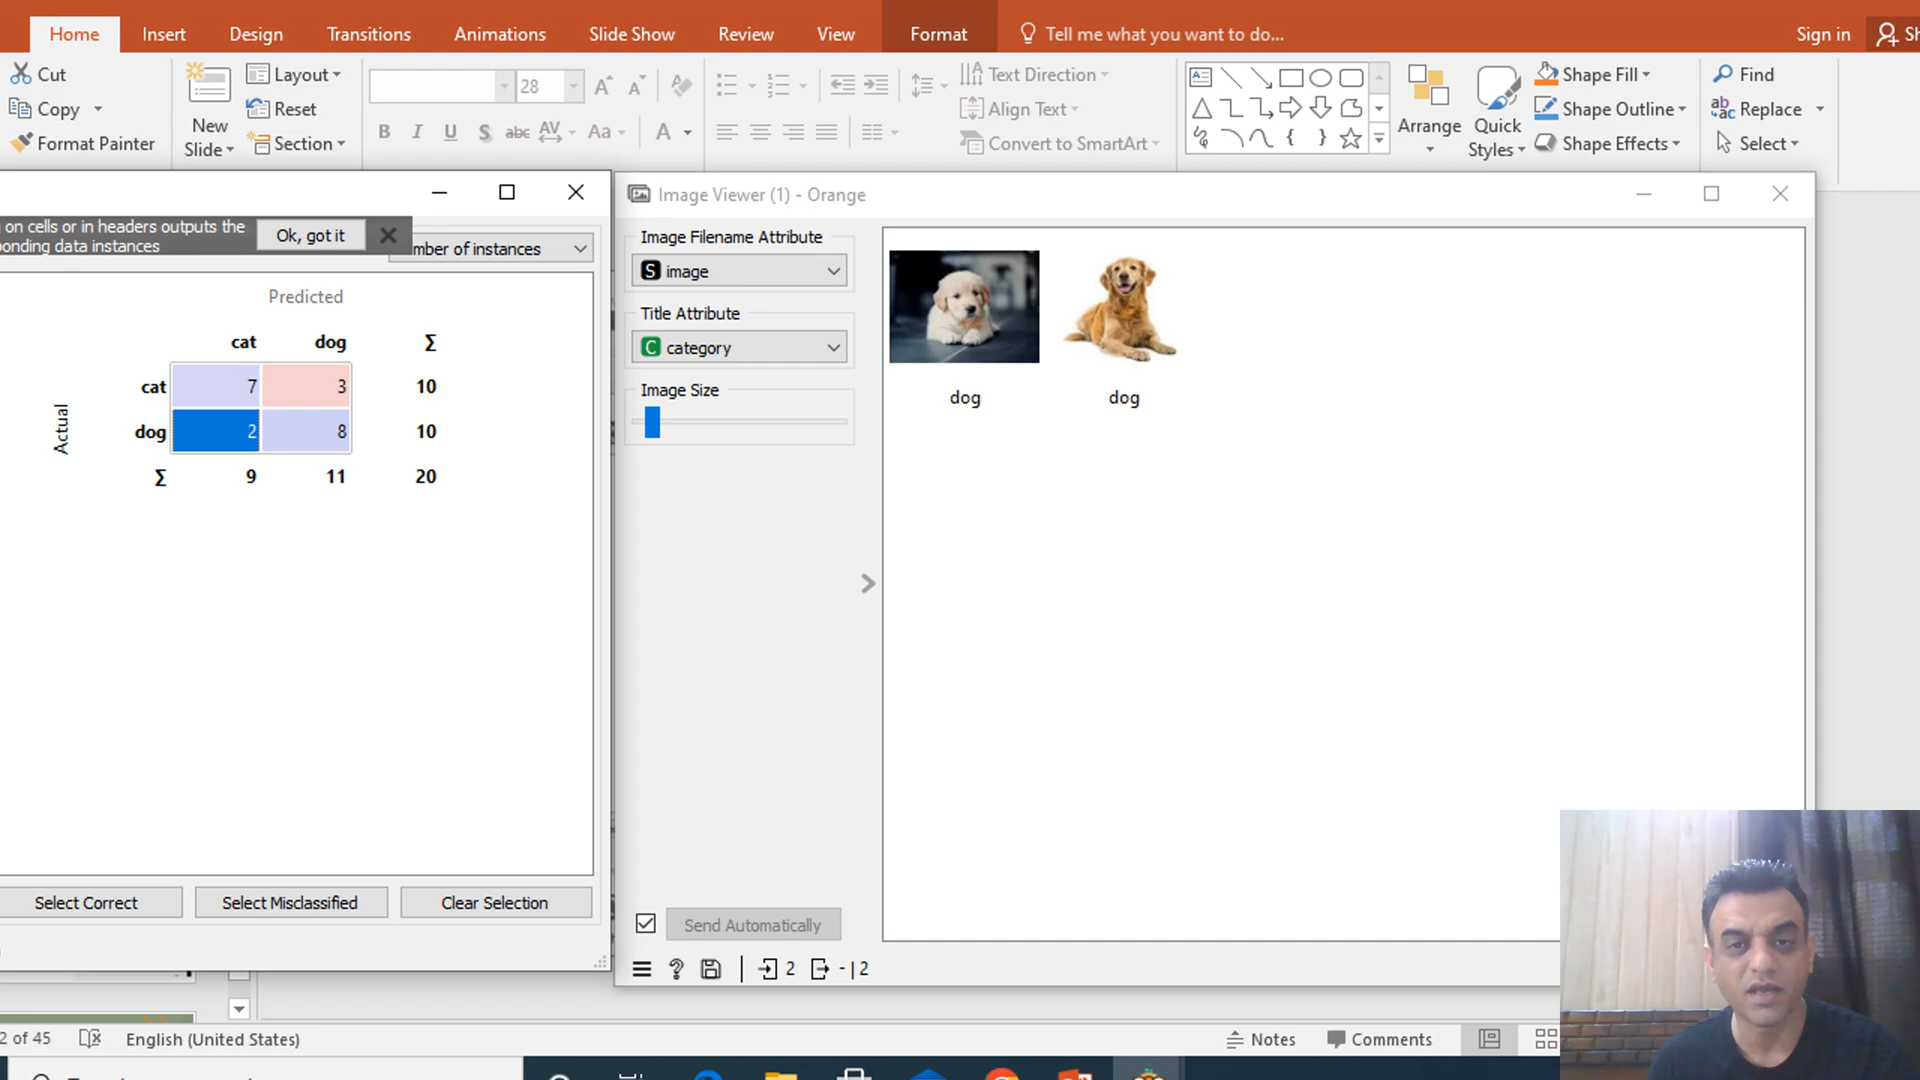 Home Insert Design Transitions Animations Slide Show Review View Format Tell me what you want to do... Sign in
Cut
Copy
Format Painter
New
Slide
Layout
Reset
Section
28
B I U S abc AV Aa A
Text Direction
Align Text
Convert to SmartArt
Arrange
Quick
Styles
Shape Fill
Shape Outline
Shape Effects
Find
Replace
Select
on cells or in headers outputs the
ponding data instances
Ok, got it
mber of instances
Predicted
cat dog Σ
Actual
cat 7 3 10
dog 2 8 10
Σ 9 11 20
Select Correct Select Misclassified Clear Selection
Image Viewer (1) - Orange
Image Filename Attribute
S image
Title Attribute
C category
Image Size
dog dog
Send Automatically
2 - | 2
2 of 45 English (United States) Notes Comments